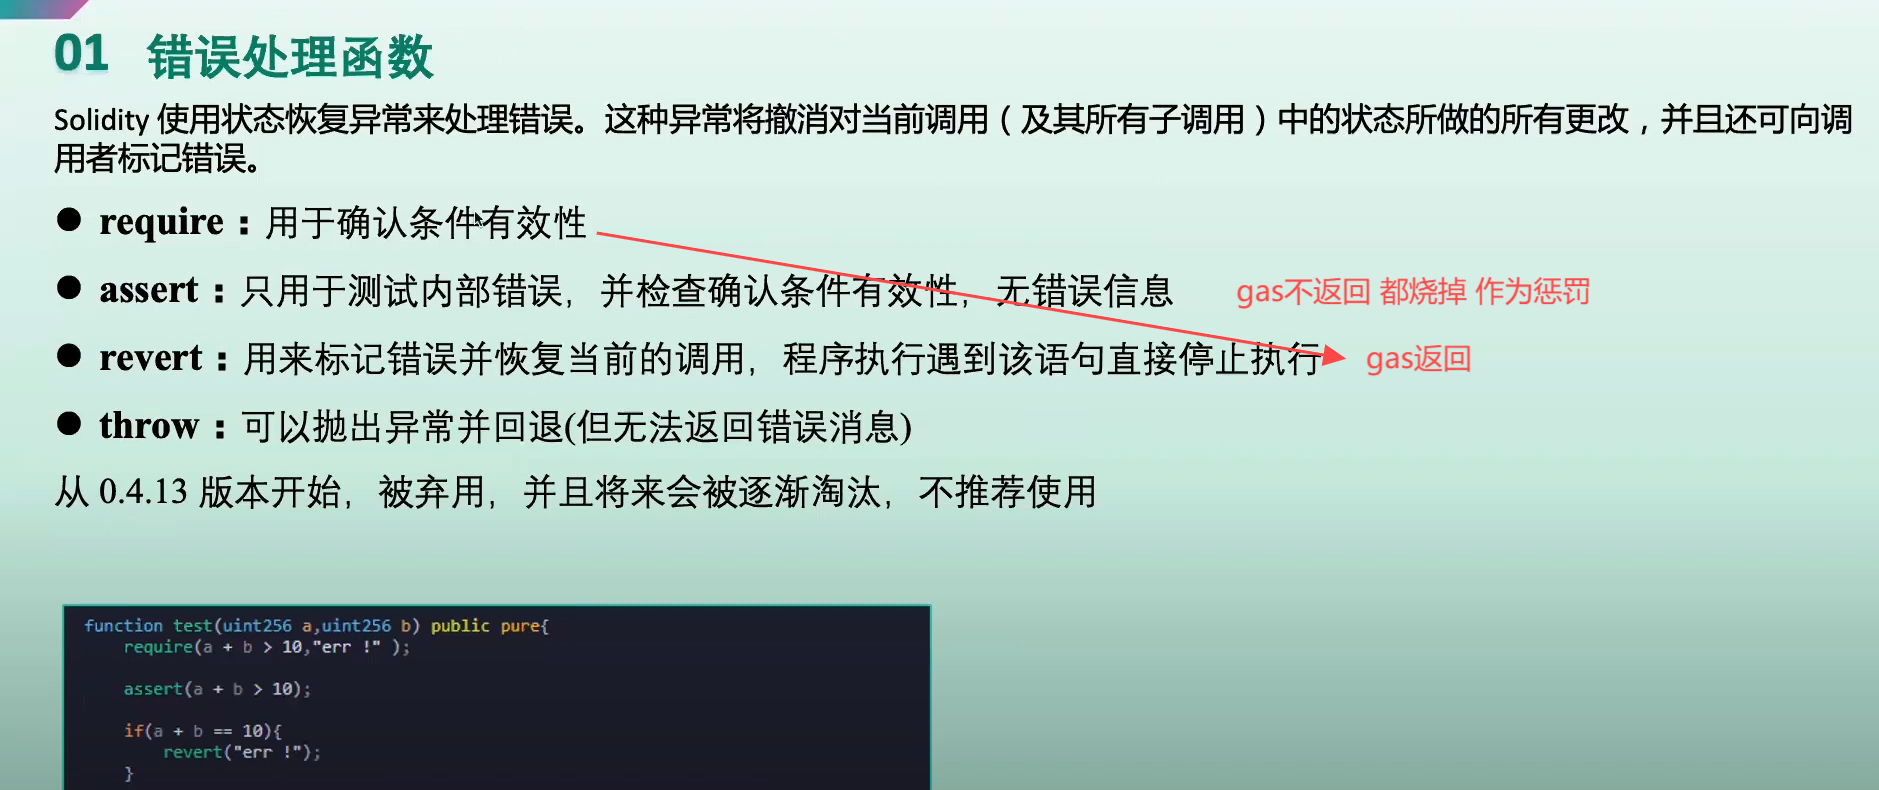 01 错误处理函数
Solidity 使用状态恢复异常来处理错误。这种异常将撤消对当前调用（及其所有子调用）中的状态所做的所有更改，并且还可向调
用者标记错误。
● require：用于确认条件有效性
● assert：只用于测试内部错误，并检查确认条件有效性，无错误信息 gas不返回 都烧掉 作为惩罚
● revert：用来标记错误并恢复当前的调用，程序执行遇到该语句直接停止执行 gas返回
● throw：可以抛出异常并回退(但无法返回错误消息)
从 0.4.13 版本开始，被弃用，并且将来会被逐渐淘汰，不推荐使用
function test(uint256 a,uint256 b) public pure{
require(a + b > 10,"err !" );
assert(a + b > 10);
if(a + b == 10){
revert("err !");
}